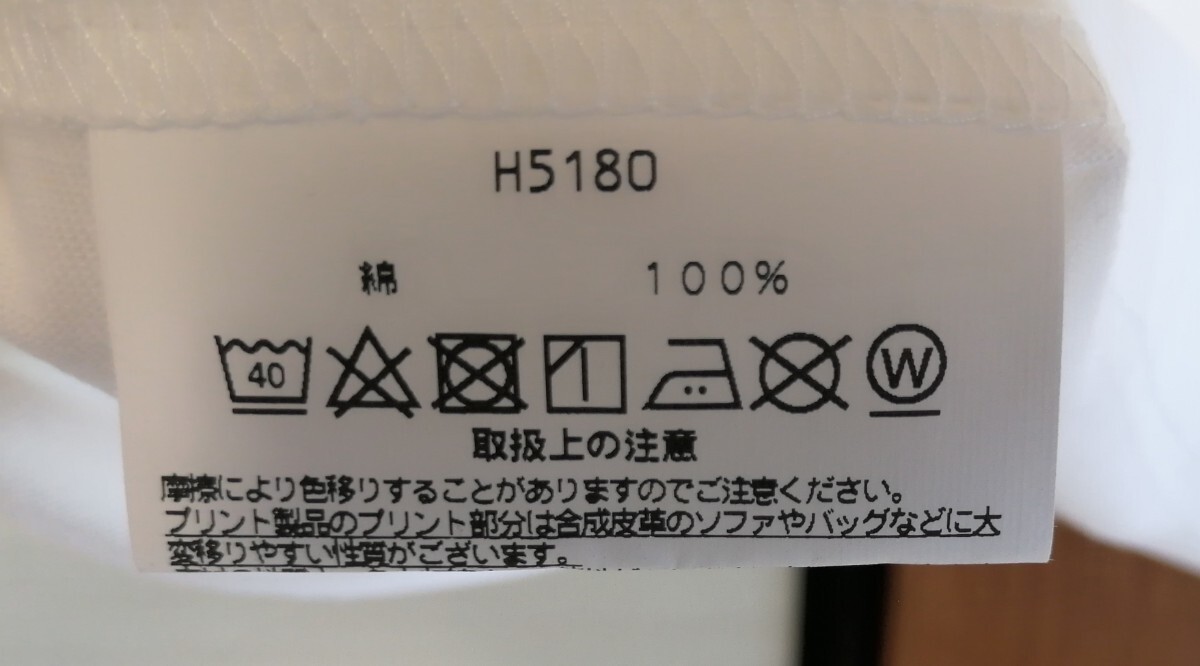 H5180
綿 100%
40
W
取扱上の注意
摩擦により色移りすることがありますのでご注意ください。
プリント製品のプリント部分は合成皮革のソファやバッグなどに大
変移りやすい性質がございます。